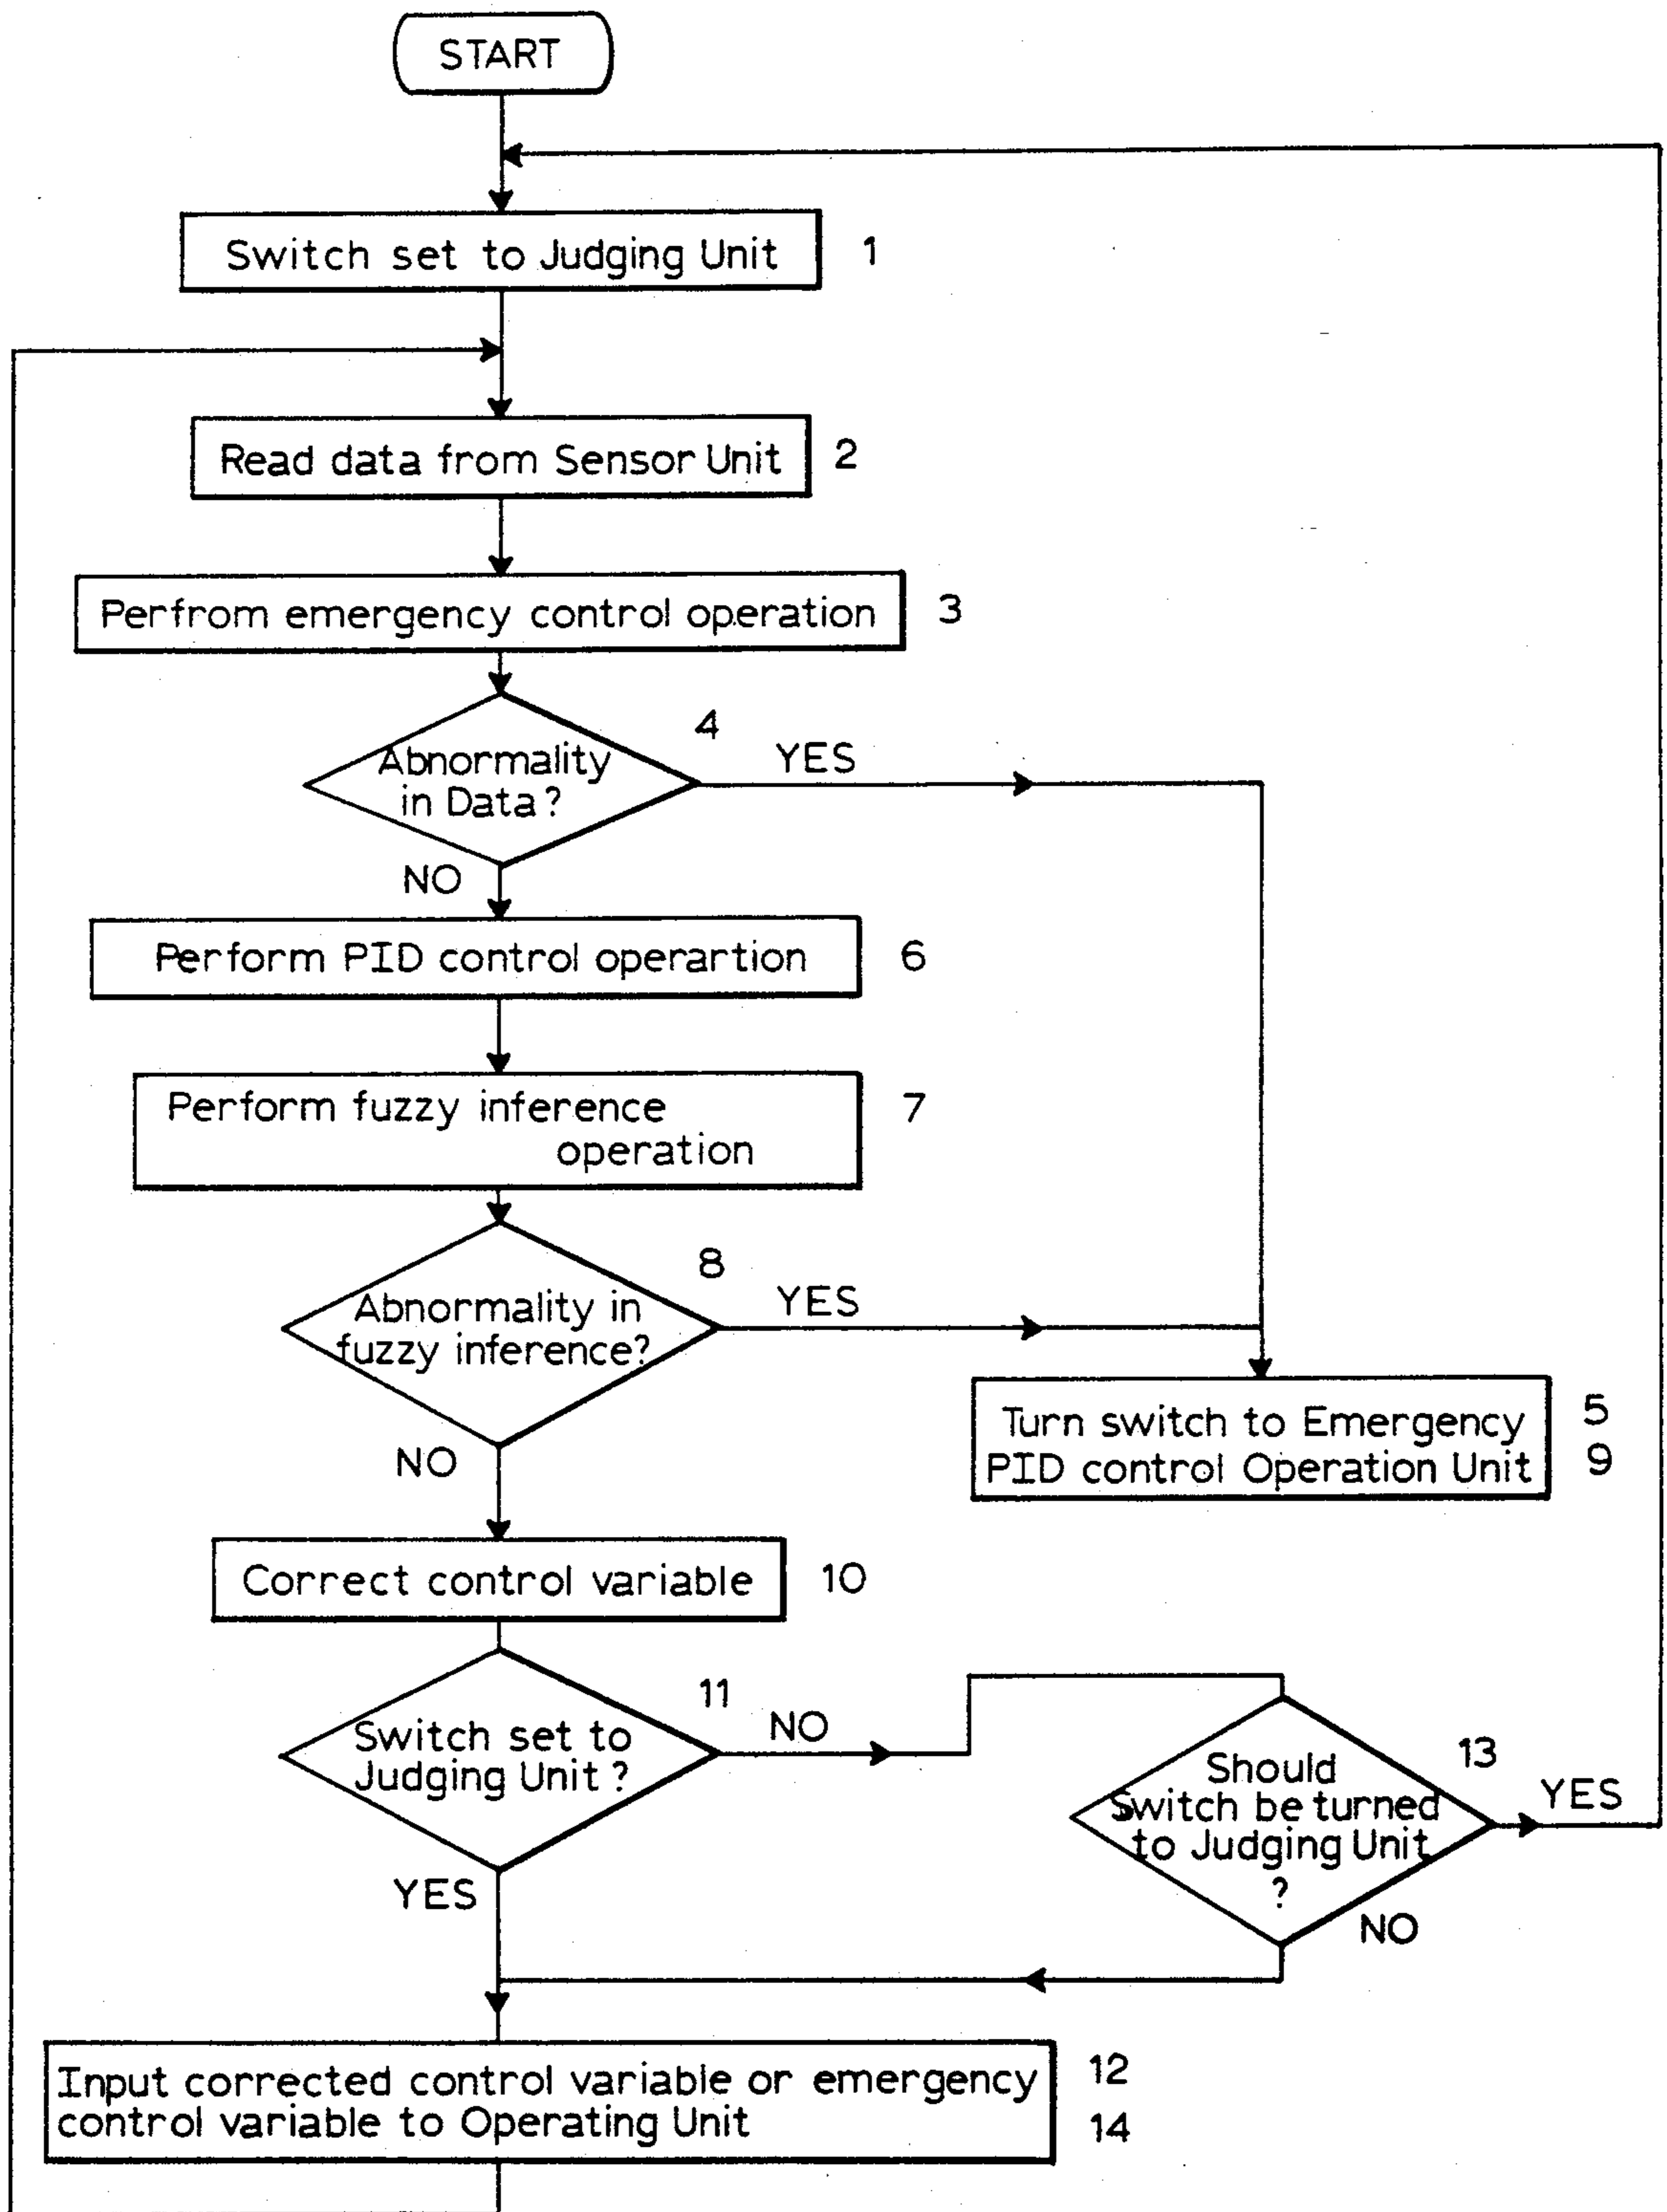 START
Switch set to Judging Unit 1
Read data from Sensor Unit 2
Perfrom emergency control operation 3
4
YES
Abnormality
in Data?
NO
Perform PID control operartion 6
Perform fuzzy inference 7
operation
8
YES
Abnormality in
fuzzy inference?
NO
Turn switch to Emergency 5
PID control Operation Unit 9
Correct control variable 10
11
NO
Switch set to
Judging Unit?
YES
13
Should
YES
Switch be turned
to Judging Unit
?
NO
Input corrected control variable or emergency 12
control variable to Operating Unit 14